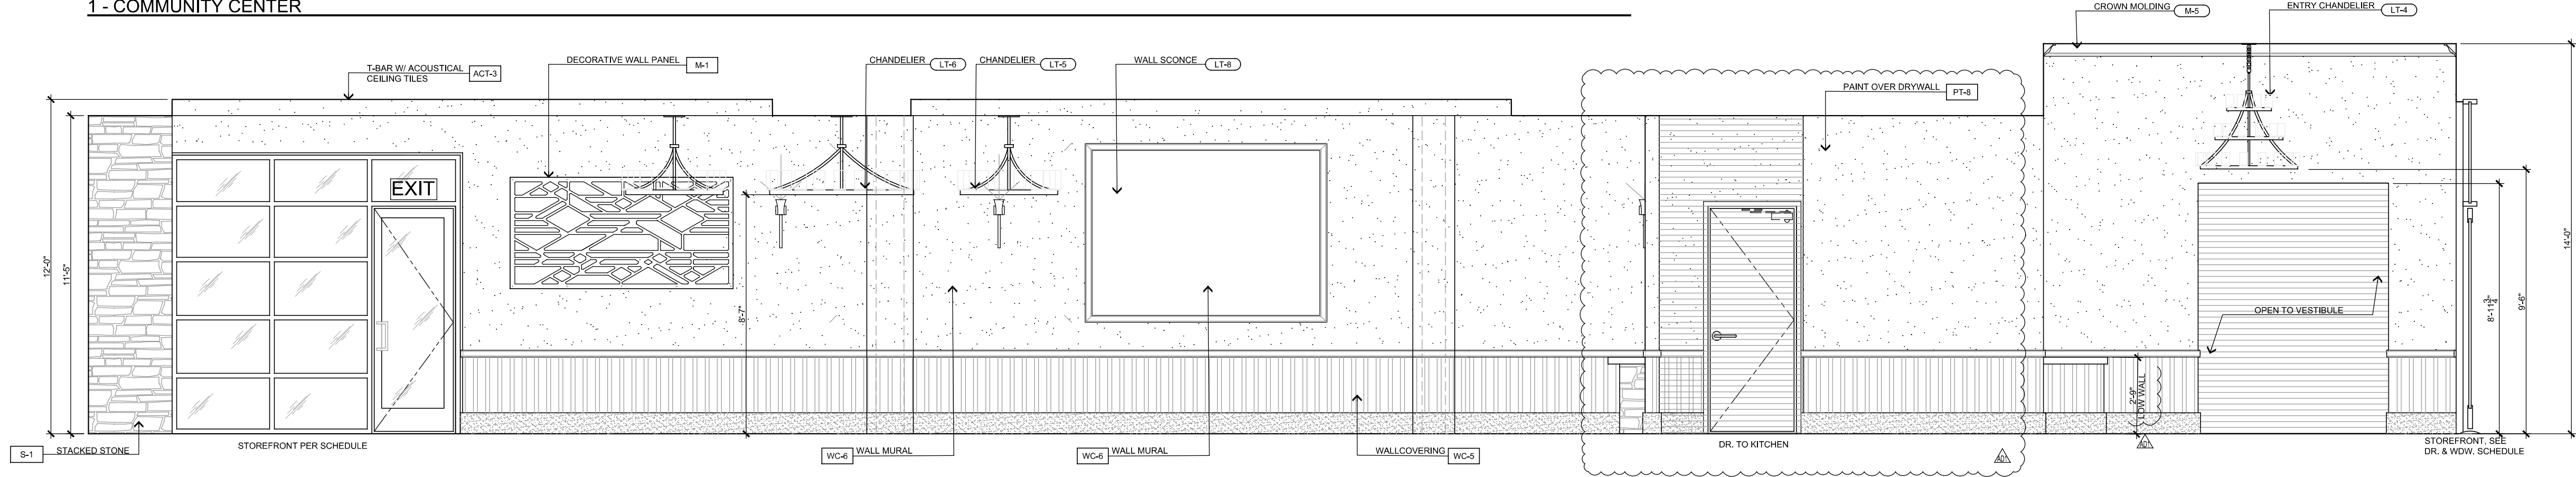 1 - COMMUNITY CENTER
CROWN MOLDING M-5
ENTRY CHANDELIER LT-4
T-BAR W/ ACOUSTICAL
CEILING TILES
ACT-3
DECORATIVE WALL PANEL M-1
CHANDELIER LT-6
CHANDELIER LT-5
WALL SCONCE LT-8
PAINT OVER DRYWALL PT-8
EXIT
12'-0"
11'-5"
8'-7"
14'-0"
8'-11 3/4"
9'-6"
OPEN TO VESTIBULE
2'-9"
LOW WALL
S-1 STACKED STONE
STOREFRONT PER SCHEDULE
WC-6 WALL MURAL
WC-6 WALL MURAL
WALLCOVERING WC-5
DR. TO KITCHEN
AD1
AD1
STOREFRONT, SEE
DR. & WDW. SCHEDULE